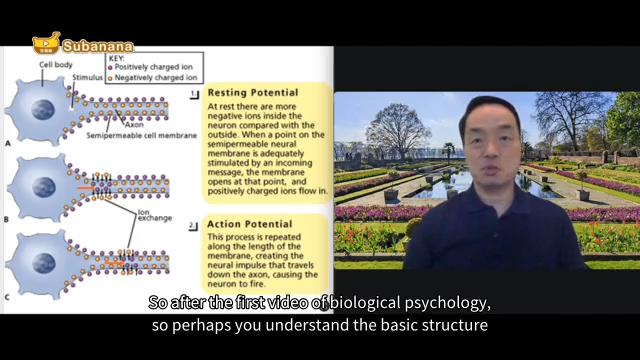 Subanana
KEY:
Positively charged ion
Negatively charged ion
Cell body
Stimulus
Axon
Semipermeable cell membrane
A
B
Ion
exchange
C
1.
Resting Potential
At rest there are more
negative ions inside the
neuron compared with the
outside. When a point on the
semipermeable neural
membrane is adequately
stimulated by an incoming
message, the membrane
opens at that point, and
positively charged ions flow in.
2.
Action Potential
This process is repeated
along the length of the
membrane, creating the
neural impulse that travels
down the axon, causing the
neuron to fire.
So after the first video of biological psychology,
so perhaps you understand the basic structure